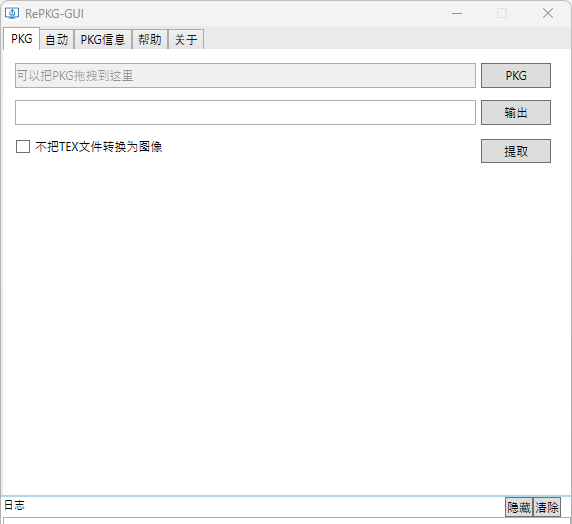 RePKG-GUI
PKG 自动 PKG信息 帮助 关于
可以把PKG拖拽到这里 PKG
输出
不把TEX文件转换为图像 提取
日志 隐藏 清除